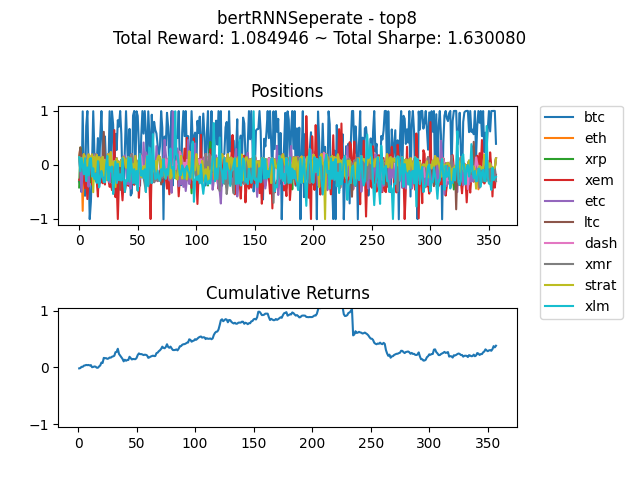 bertRNNSeperate - top8
Total Reward: 1.084946 ~ Total Sharpe: 1.630080
Positions
1
0
−1
0 50 100 150 200 250 300 350
btc
eth
xrp
xem
etc
ltc
dash
xmr
strat
xlm
Cumulative Returns
1
0
−1
0 50 100 150 200 250 300 350